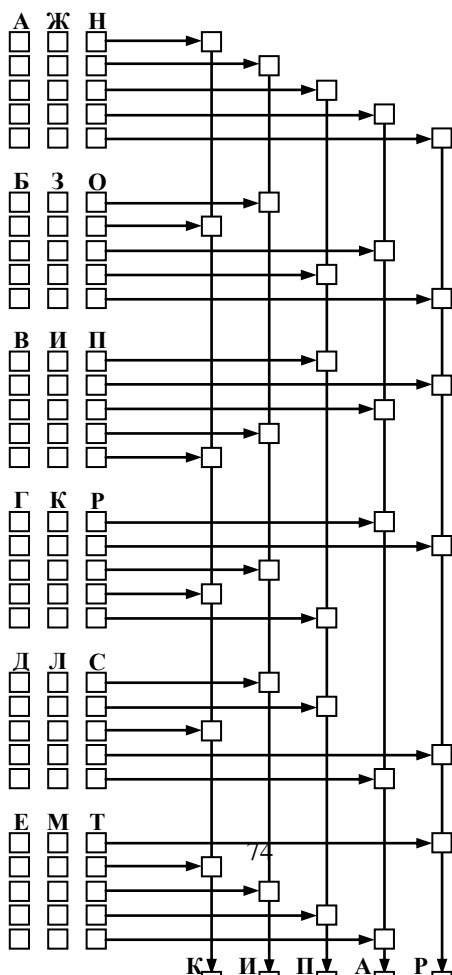 А Ж Н
Б З О
В И П
Г К Р
Д Л С
Е М Т
74
К И П А Р